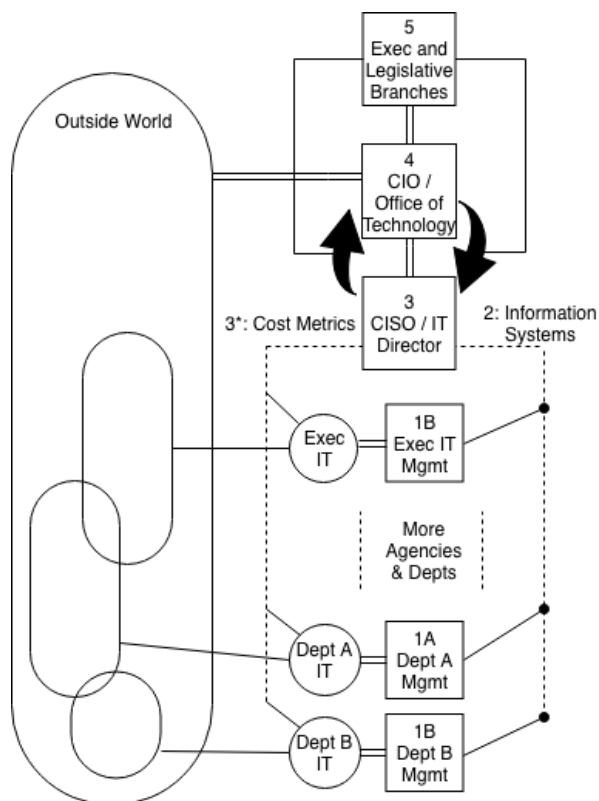 5
Exec and
Legislative
Branches
Outside World
4
CIO /
Office of
Technology
3
CISO / IT
Director
3*: Cost Metrics
2: Information
Systems
Exec
IT
1B
Exec IT
Mgmt
More
Agencies
& Depts
Dept A
IT
1A
Dept A
Mgmt
Dept B
IT
1B
Dept B
Mgmt